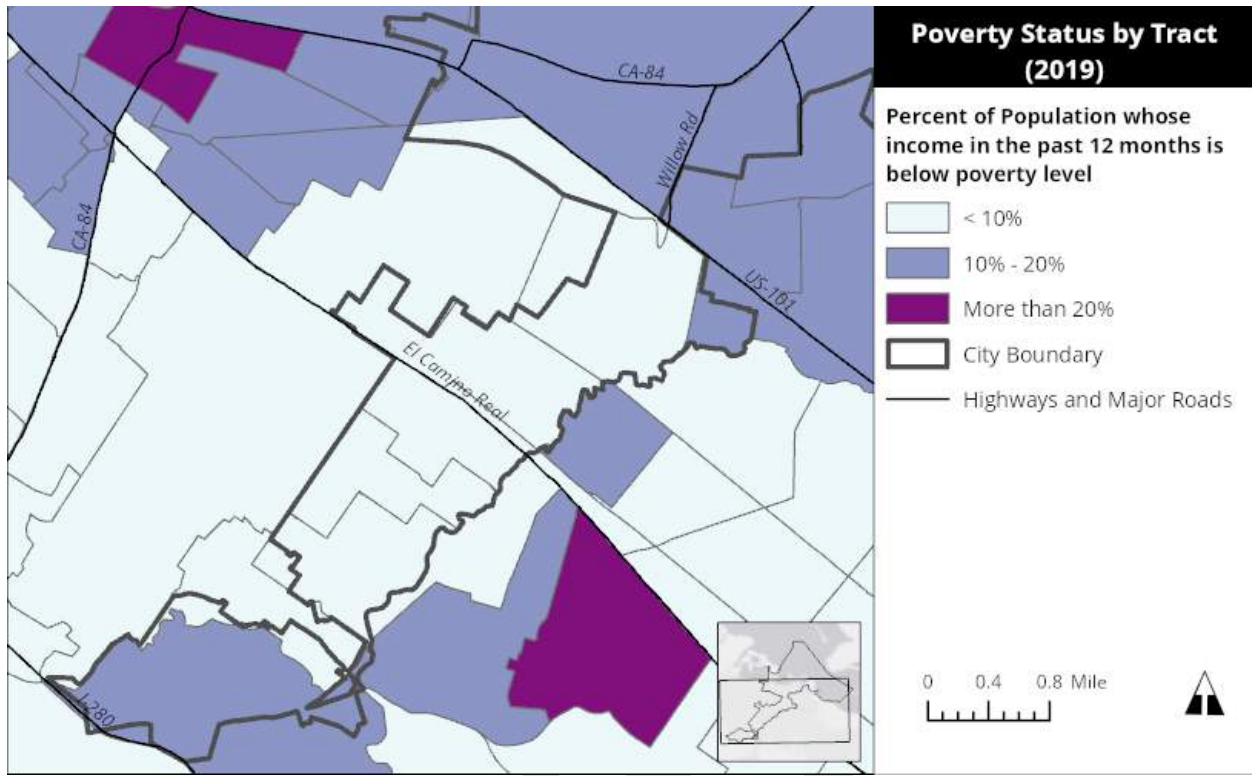 CA-84
Willow Rd
CA-84
US-101
El Camino Real
I-280
Poverty Status by Tract
(2019)
Percent of Population whose
income in the past 12 months is
below poverty level
< 10%
10% - 20%
More than 20%
City Boundary
Highways and Major Roads
0 0.4 0.8 Mile